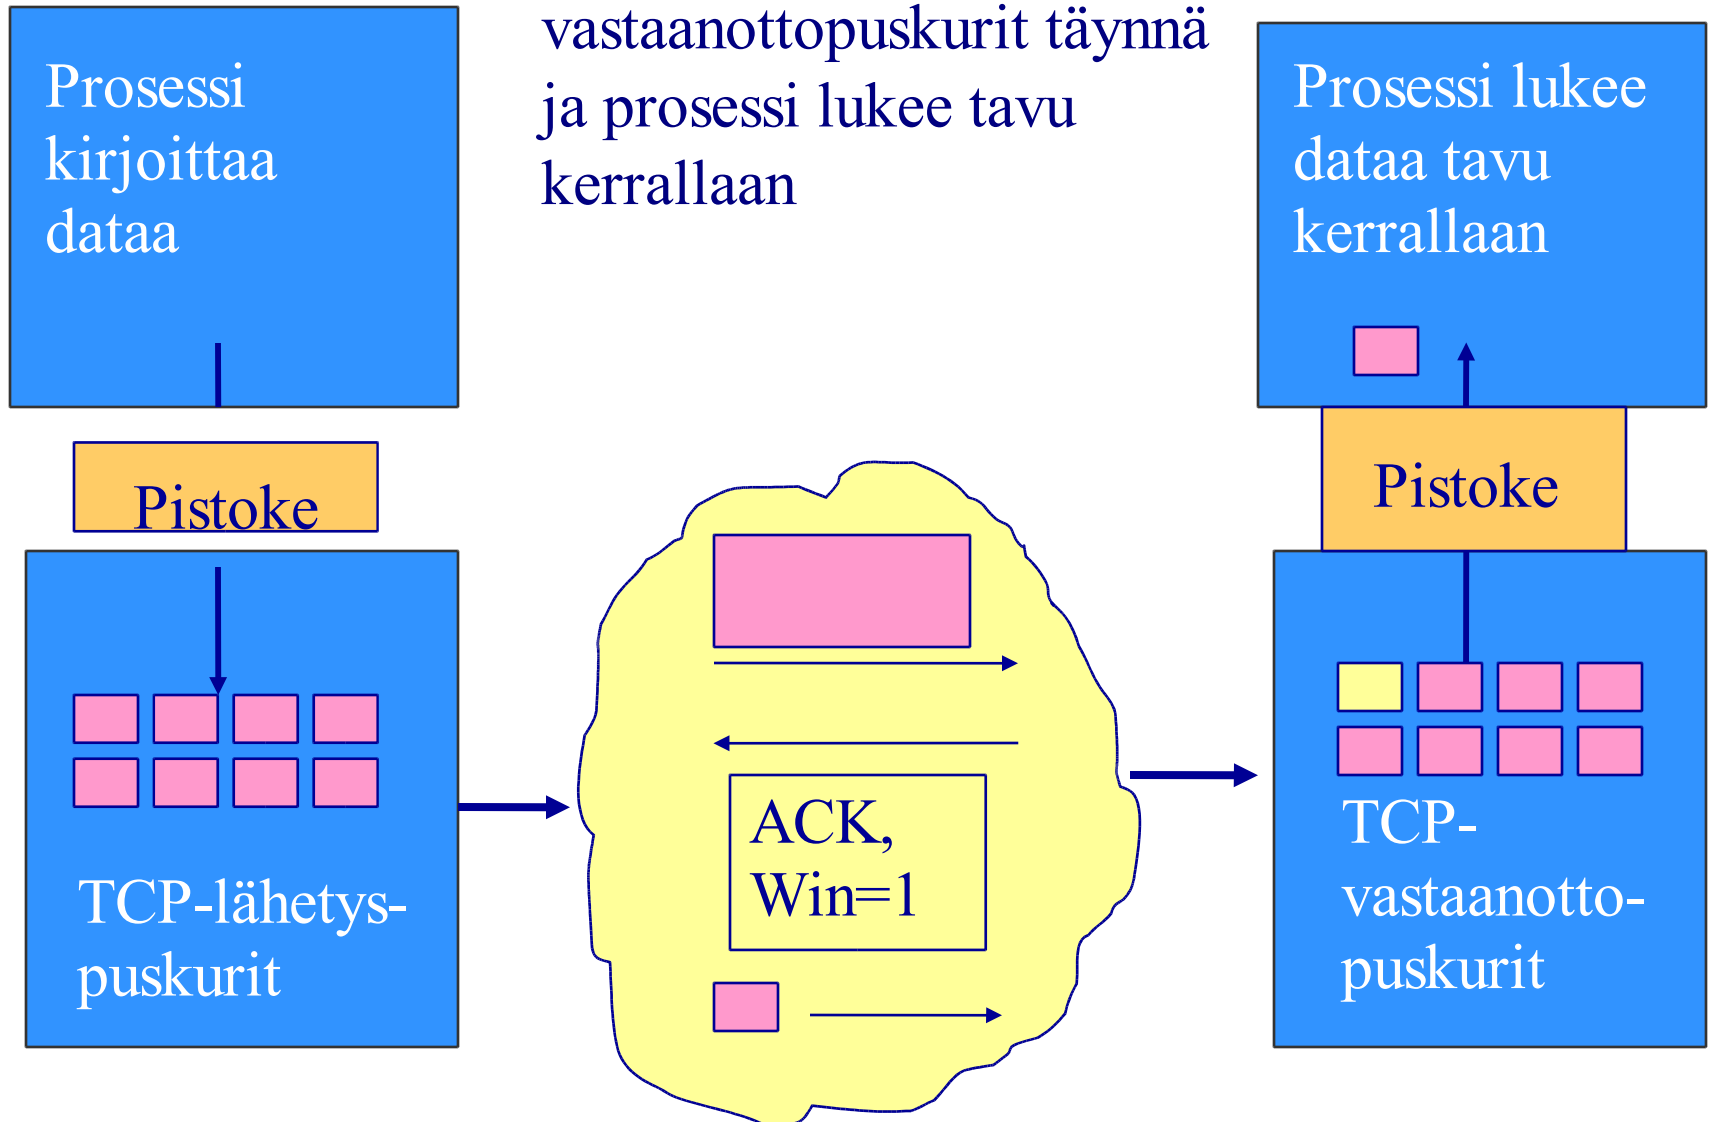 vastaanottopuskurit täynnä
ja prosessi lukee tavu
kerrallaan
Prosessi
kirjoittaa
dataa
Prosessi lukee
dataa tavu
kerrallaan
Pistoke
Pistoke
ACK,
Win=1
TCP-lähetys-
puskurit
TCP-
vastaanotto-
puskurit